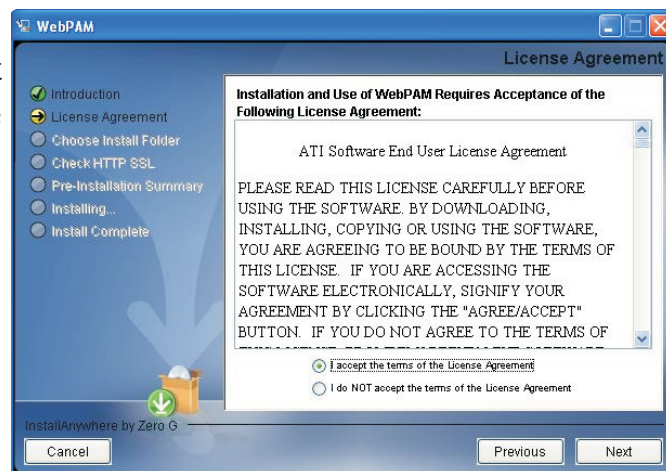 WebPAM
License Agreement
Introduction
License Agreement
Choose Install Folder
Check HTTP SSL
Pre-Installation Summary
Installing...
Install Complete
Installation and Use of WebPAM Requires Acceptance of the
Following License Agreement:
ATI Software End User License Agreement
PLEASE READ THIS LICENSE CAREFULLY BEFORE
USING THE SOFTWARE. BY DOWNLOADING,
INSTALLING, COPYING OR USING THE SOFTWARE,
YOU ARE AGREEING TO BE BOUND BY THE TERMS OF
THIS LICENSE. IF YOU ARE ACCESSING THE
SOFTWARE ELECTRONICALLY, SIGNIFY YOUR
AGREEMENT BY CLICKING THE "AGREE/ACCEPT"
BUTTON. IF YOU DO NOT AGREE TO THE TERMS OF
I accept the terms of the License Agreement
I do NOT accept the terms of the License Agreement
InstallAnywhere by Zero G
Cancel
Previous
Next